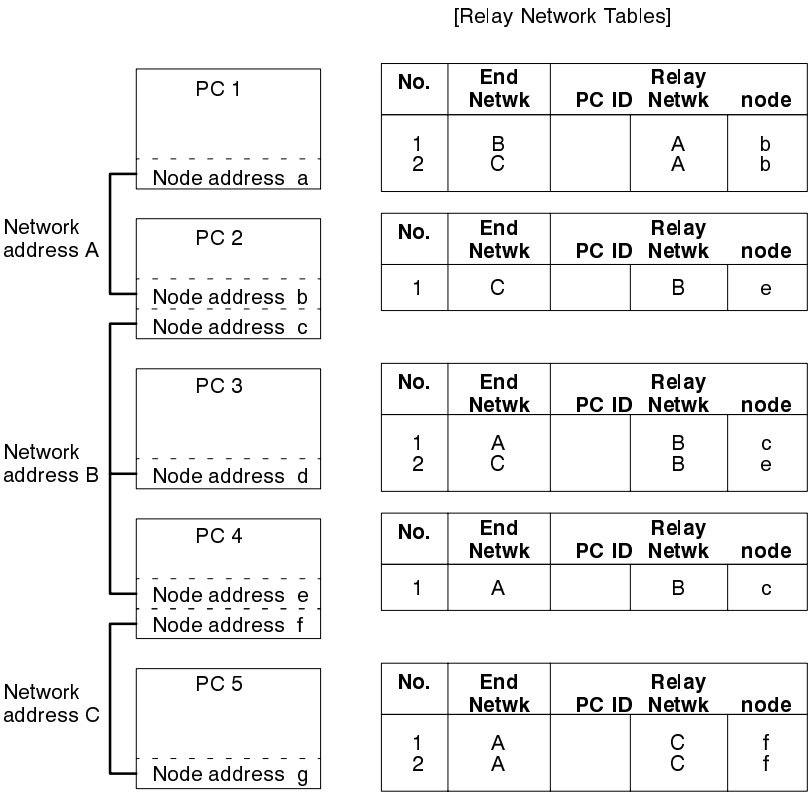 [Relay Network Tables]
PC 1
Node address a
Network
address A
PC 2
Node address b
Node address c
Network
address B
PC 3
Node address d
PC 4
Node address e
Node address f
Network
address C
PC 5
Node address g
No. End Netwk PC ID Relay Netwk node
1 B A b
2 C A b
No. End Netwk PC ID Relay Netwk node
1 C B e
No. End Netwk PC ID Relay Netwk node
1 A B c
2 C B e
No. End Netwk PC ID Relay Netwk node
1 A B c
No. End Netwk PC ID Relay Netwk node
1 A C f
2 A C f